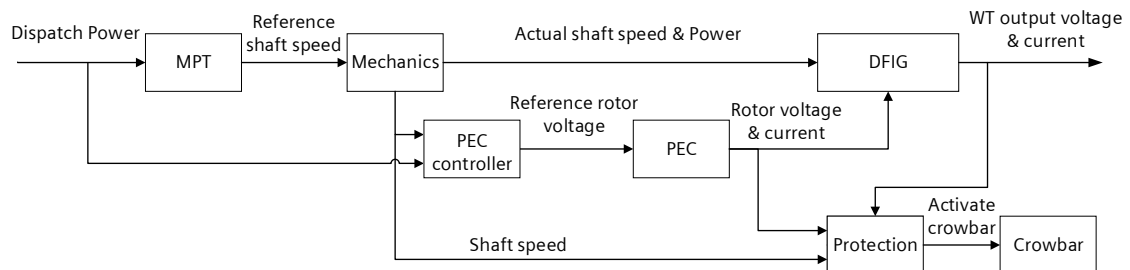 Dispatch Power
MPT
Reference
shaft speed
Mechanics
Actual shaft speed & Power
DFIG
WT output voltage
& current
PEC
controller
Reference rotor
voltage
PEC
Rotor voltage
& current
Shaft speed
Protection
Activate
crowbar
Crowbar